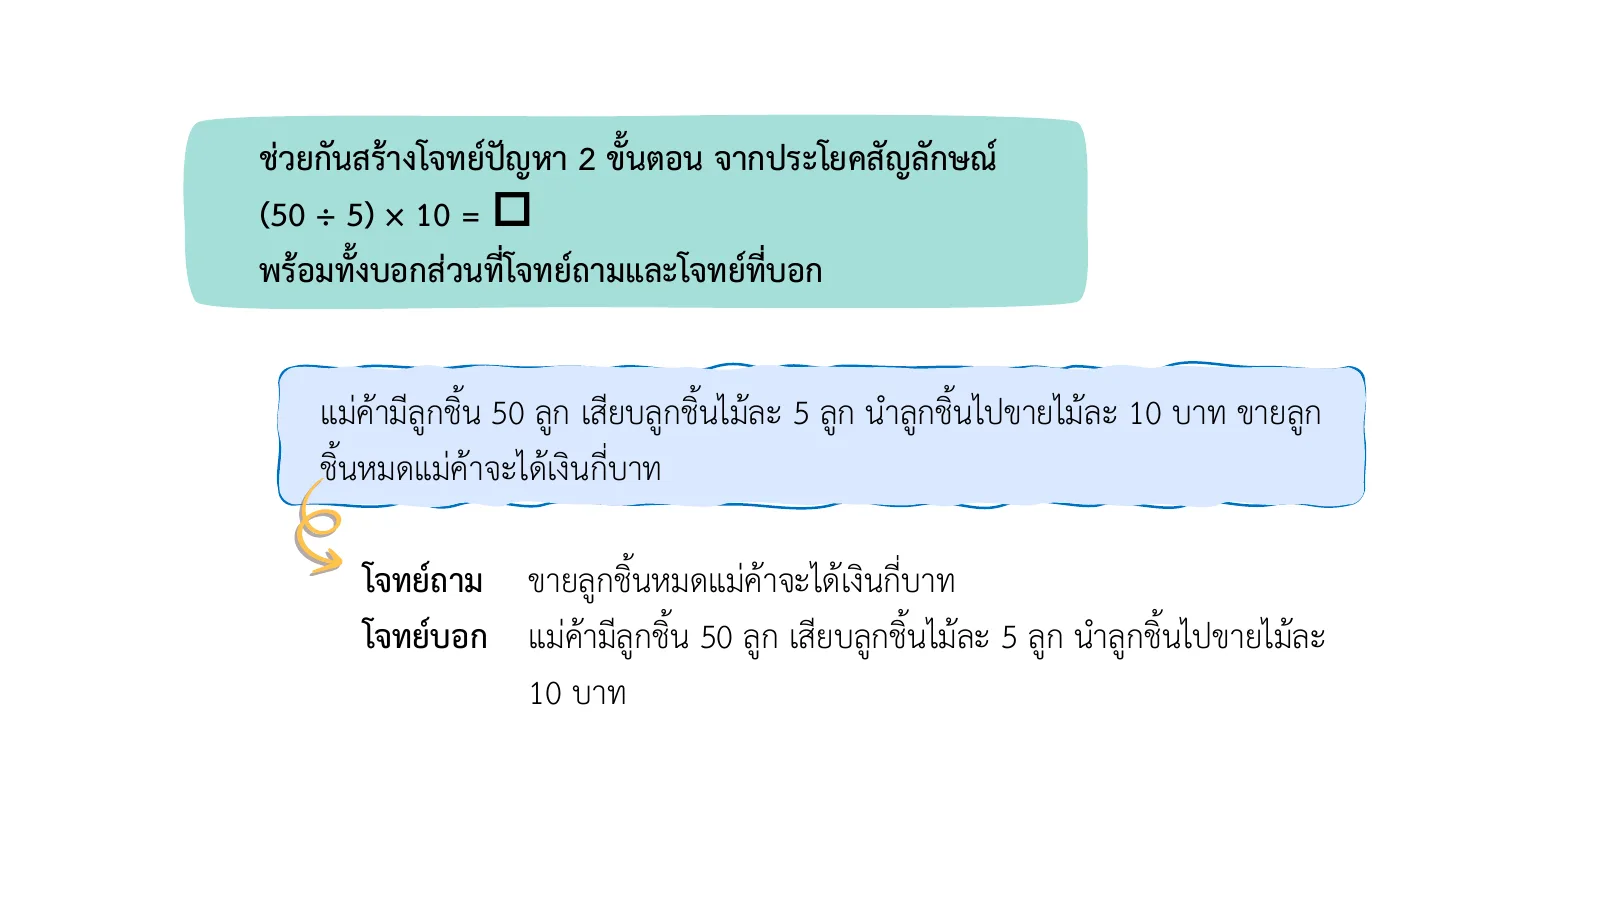 ช่วยกันสร้างโจทย์ปัญหา 2 ขั้นตอน จากประโยคสัญลักษณ์
(50 ÷ 5) × 10 = □
พร้อมทั้งบอกส่วนที่โจทย์ถามและโจทย์ที่บอก
แม่ค้ามีลูกชิ้น 50 ลูก เสียบลูกชิ้นไม้ละ 5 ลูก นำลูกชิ้นไปขายไม้ละ 10 บาท ขายลูก
ชิ้นหมดแม่ค้าจะได้เงินกี่บาท
โจทย์ถาม ขายลูกชิ้นหมดแม่ค้าจะได้เงินกี่บาท
โจทย์บอก แม่ค้ามีลูกชิ้น 50 ลูก เสียบลูกชิ้นไม้ละ 5 ลูก นำลูกชิ้นไปขายไม้ละ
10 บาท